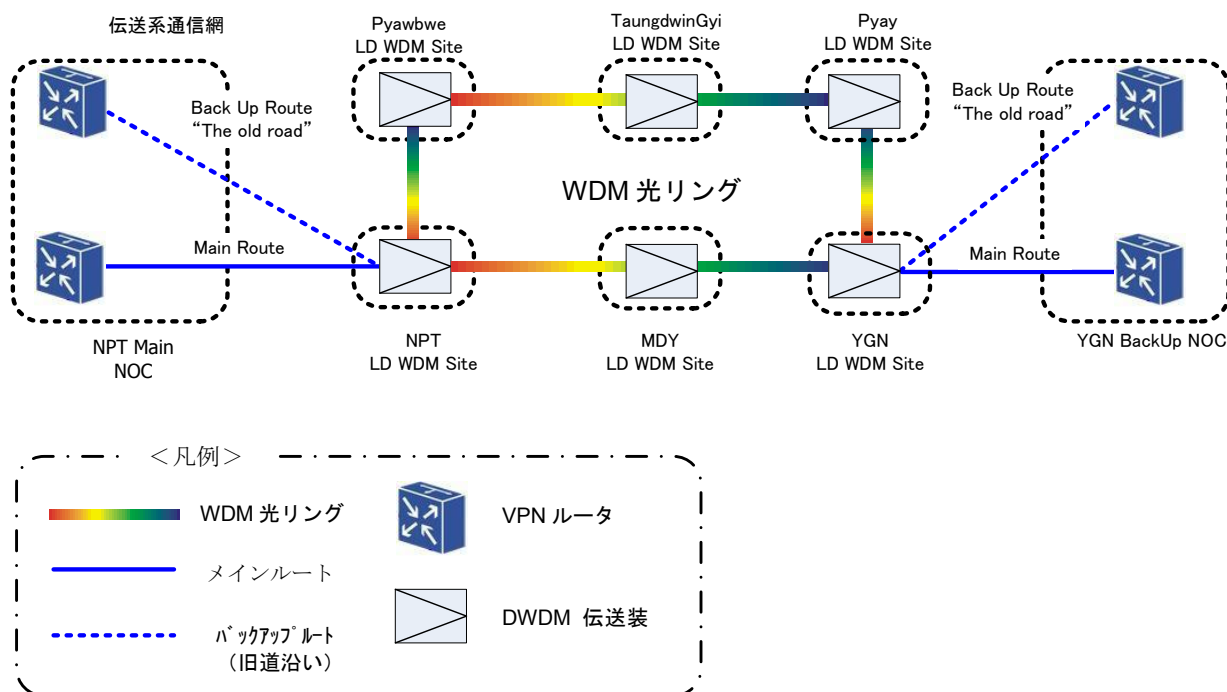 伝送系通信網
Pyawbwe
LD WDM Site
TaungdwinGyi
LD WDM Site
Pyay
LD WDM Site
Back Up Route
“The old road”
Back Up Route
“The old road”
WDM 光リング
Main Route
Main Route
NPT Main
NOC
NPT
LD WDM Site
MDY
LD WDM Site
YGN
LD WDM Site
YGN BackUp NOC
＜凡例＞
WDM 光リング
VPN ルータ
メインルート
DWDM 伝送装
ﾊﾞｯｸｱｯﾌﾟﾙｰﾄ
（旧道沿い）